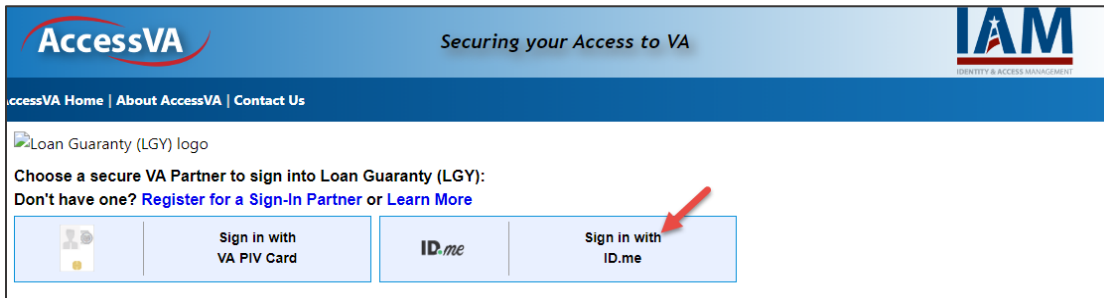 AccessVA
Securing your Access to VA
IAM
IDENTITY & ACCESS MANAGEMENT
AccessVA Home | About AccessVA | Contact Us
Loan Guaranty (LGY) logo
Choose a secure VA Partner to sign into Loan Guaranty (LGY):
Don't have one? Register for a Sign-In Partner or Learn More
Sign in with
VA PIV Card
ID.me
Sign in with
ID.me